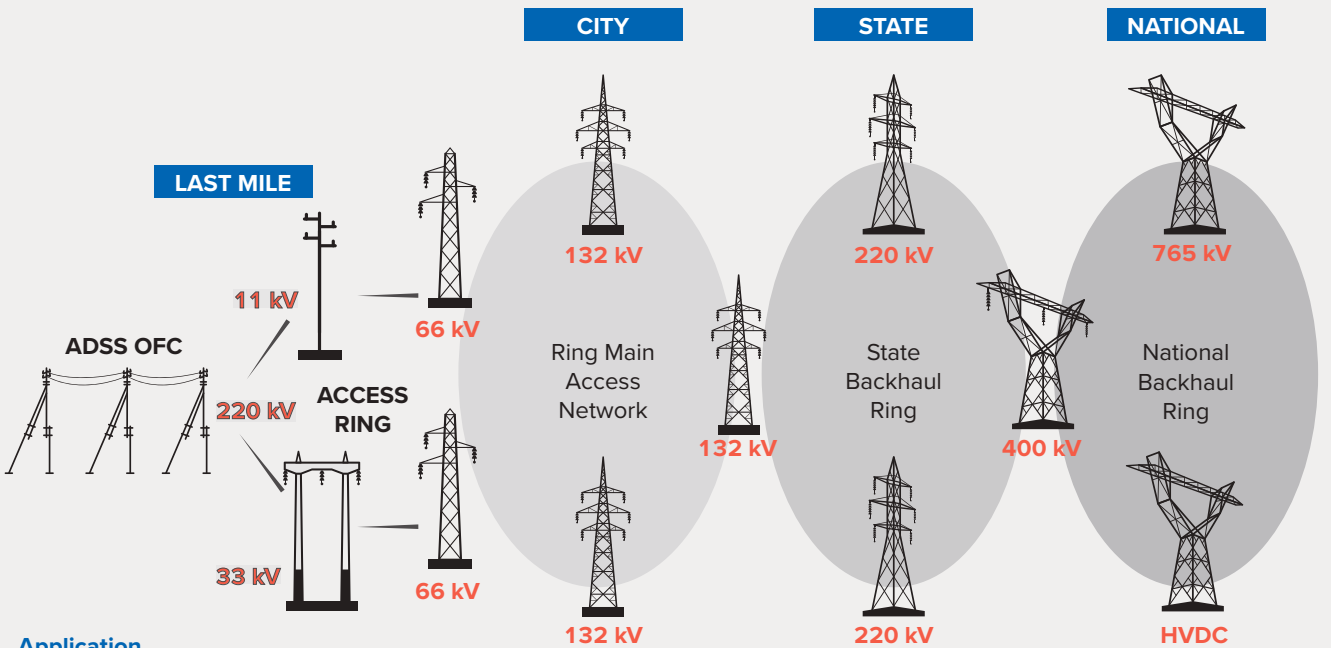 CITY
STATE
NATIONAL
LAST MILE
132 kV
220 kV
765 kV
11 kV
66 kV
ADSS OFC
Ring Main
Access
Network
State
Backhaul
Ring
National
Backhaul
Ring
220 kV
ACCESS
RING
132 kV
400 kV
33 kV
66 kV
132 kV
220 kV
HVDC
Application